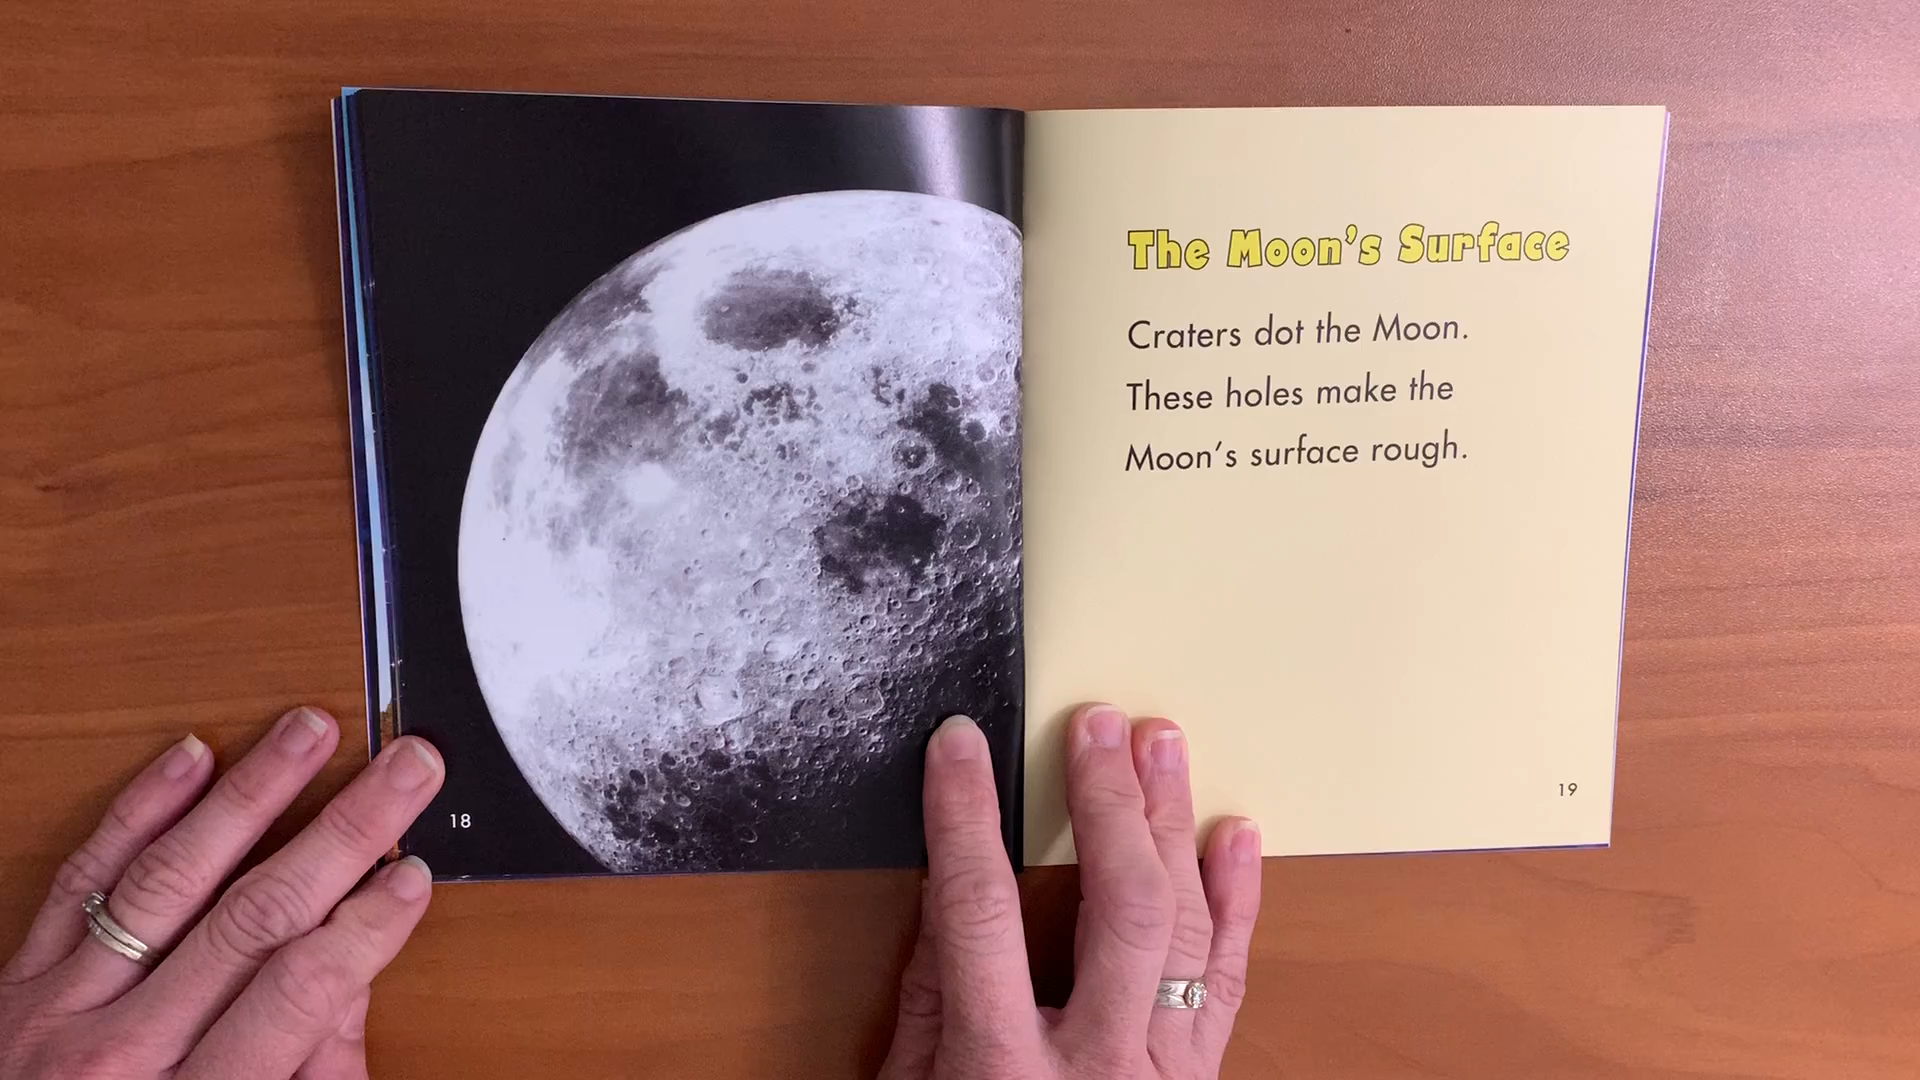 18
The Moon's Surface
Craters dot the Moon.
These holes make the
Moon's surface rough.
19